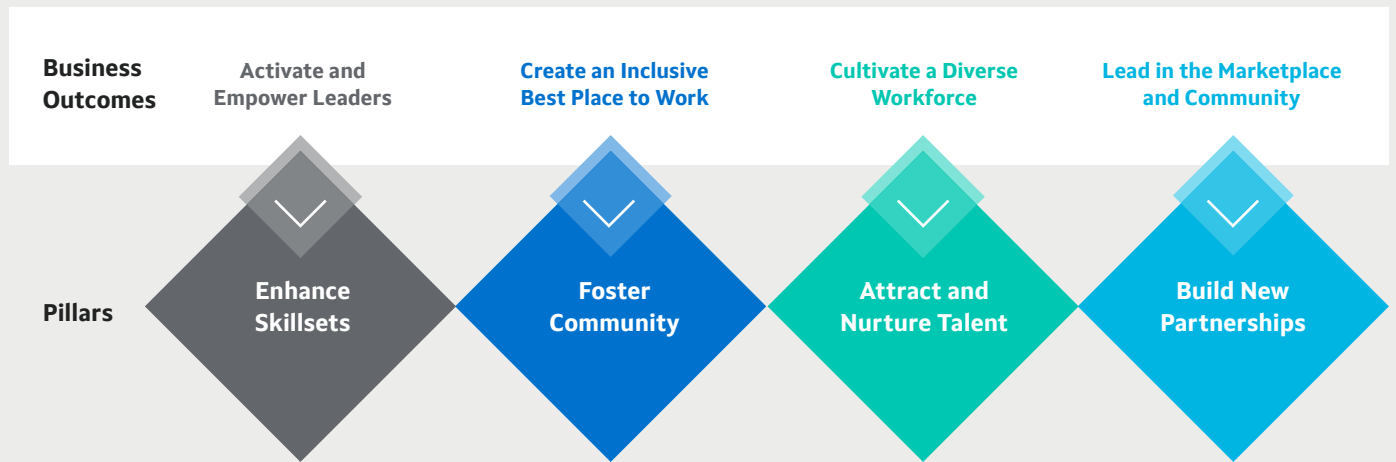 Business
Outcomes
Activate and
Empower Leaders
Create an Inclusive
Best Place to Work
Cultivate a Diverse
Workforce
Lead in the Marketplace
and Community
Pillars
Enhance
Skillsets
Foster
Community
Attract and
Nurture Talent
Build New
Partnerships